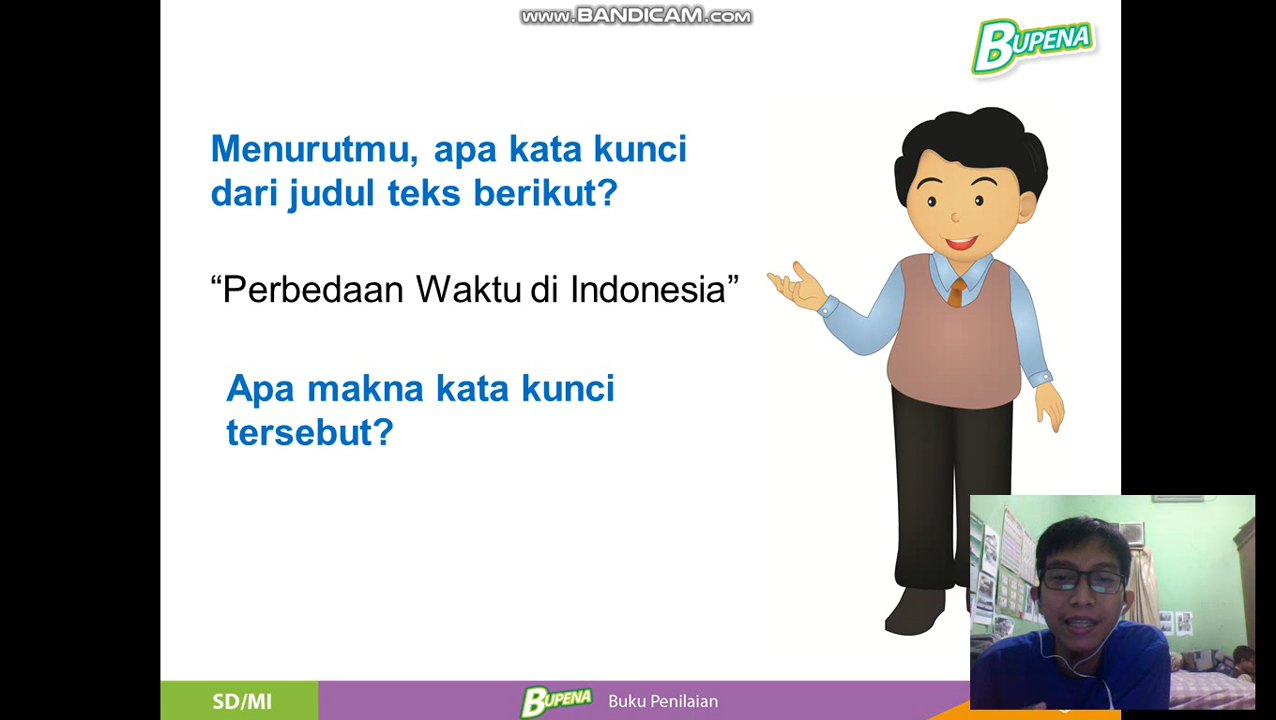 www.BANDICAM.com
BUPENA
Menurutmu, apa kata kunci
dari judul teks berikut?
“Perbedaan Waktu di Indonesia”
Apa makna kata kunci
tersebut?
SD/MI
BUPENA
Buku Penilaian